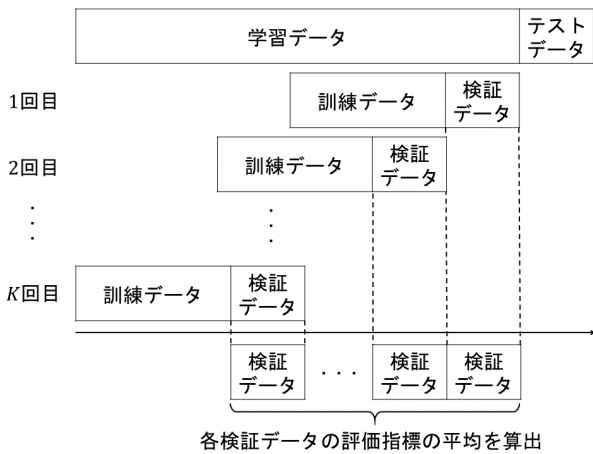 学習データ
テスト
データ
1回目
訓練データ
検証
データ
2回目
訓練データ
検証
データ
・・・
・・・
K回目
訓練データ
検証
データ
検証
データ
・・・
検証
データ
検証
データ
各検証データの評価指標の平均を算出